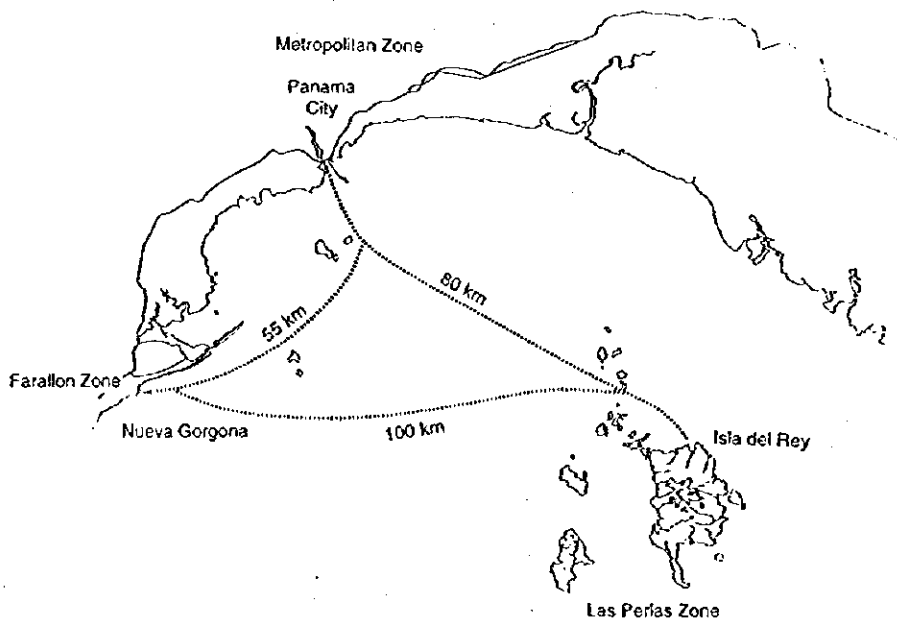 Metropolitan Zone
Panama
City
80 km
55 km
Farallon Zone
Nueva Gorgona
100 km
Isla del Rey
Las Perlas Zone